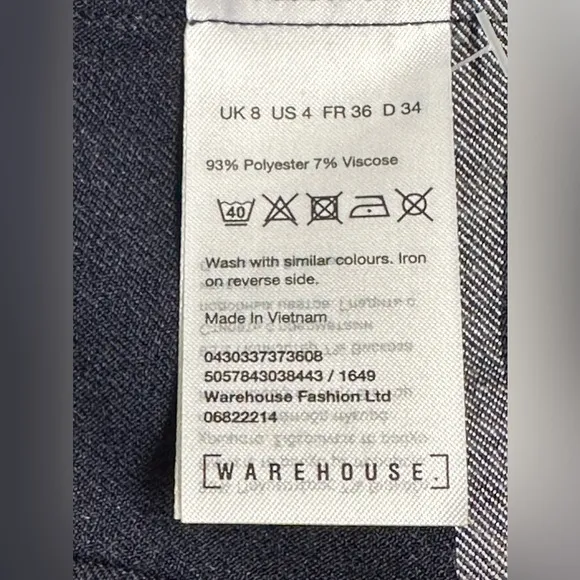 UK 8 US 4 FR 36 D 34
93% Polyester 7% Viscose
40
Wash with similar colours. Iron
on reverse side.
Made In Vietnam
0430337373608
5057843038443 / 1649
Warehouse Fashion Ltd
06822214
[WAREHOUSE.]